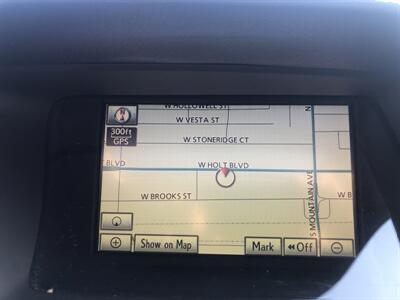 W HOLLOWELL ST
W VESTA ST
300ft
GPS
W STONERIDGE CT
BLVD
W HOLT BLVD
W BROOKS ST
W B
N
S MOUNTAIN AVE
Show on Map
Mark
Off